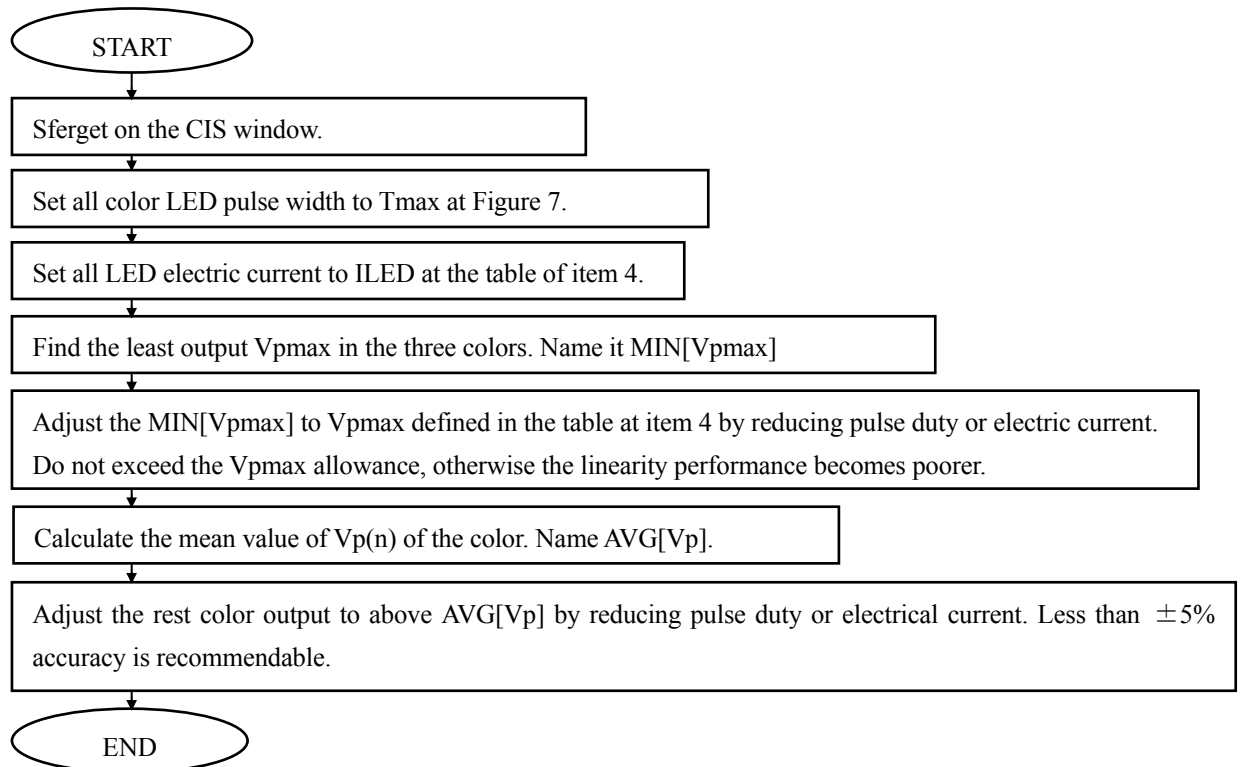 START
Sferget on the CIS window.
Set all color LED pulse width to Tmax at Figure 7.
Set all LED electric current to ILED at the table of item 4.
Find the least output Vpmax in the three colors. Name it MIN[Vpmax]
Adjust the MIN[Vpmax] to Vpmax defined in the table at item 4 by reducing pulse duty or electric current.
Do not exceed the Vpmax allowance, otherwise the linearity performance becomes poorer.
Calculate the mean value of Vp(n) of the color. Name AVG[Vp].
Adjust the rest color output to above AVG[Vp] by reducing pulse duty or electrical current. Less than ±5%
accuracy is recommendable.
END